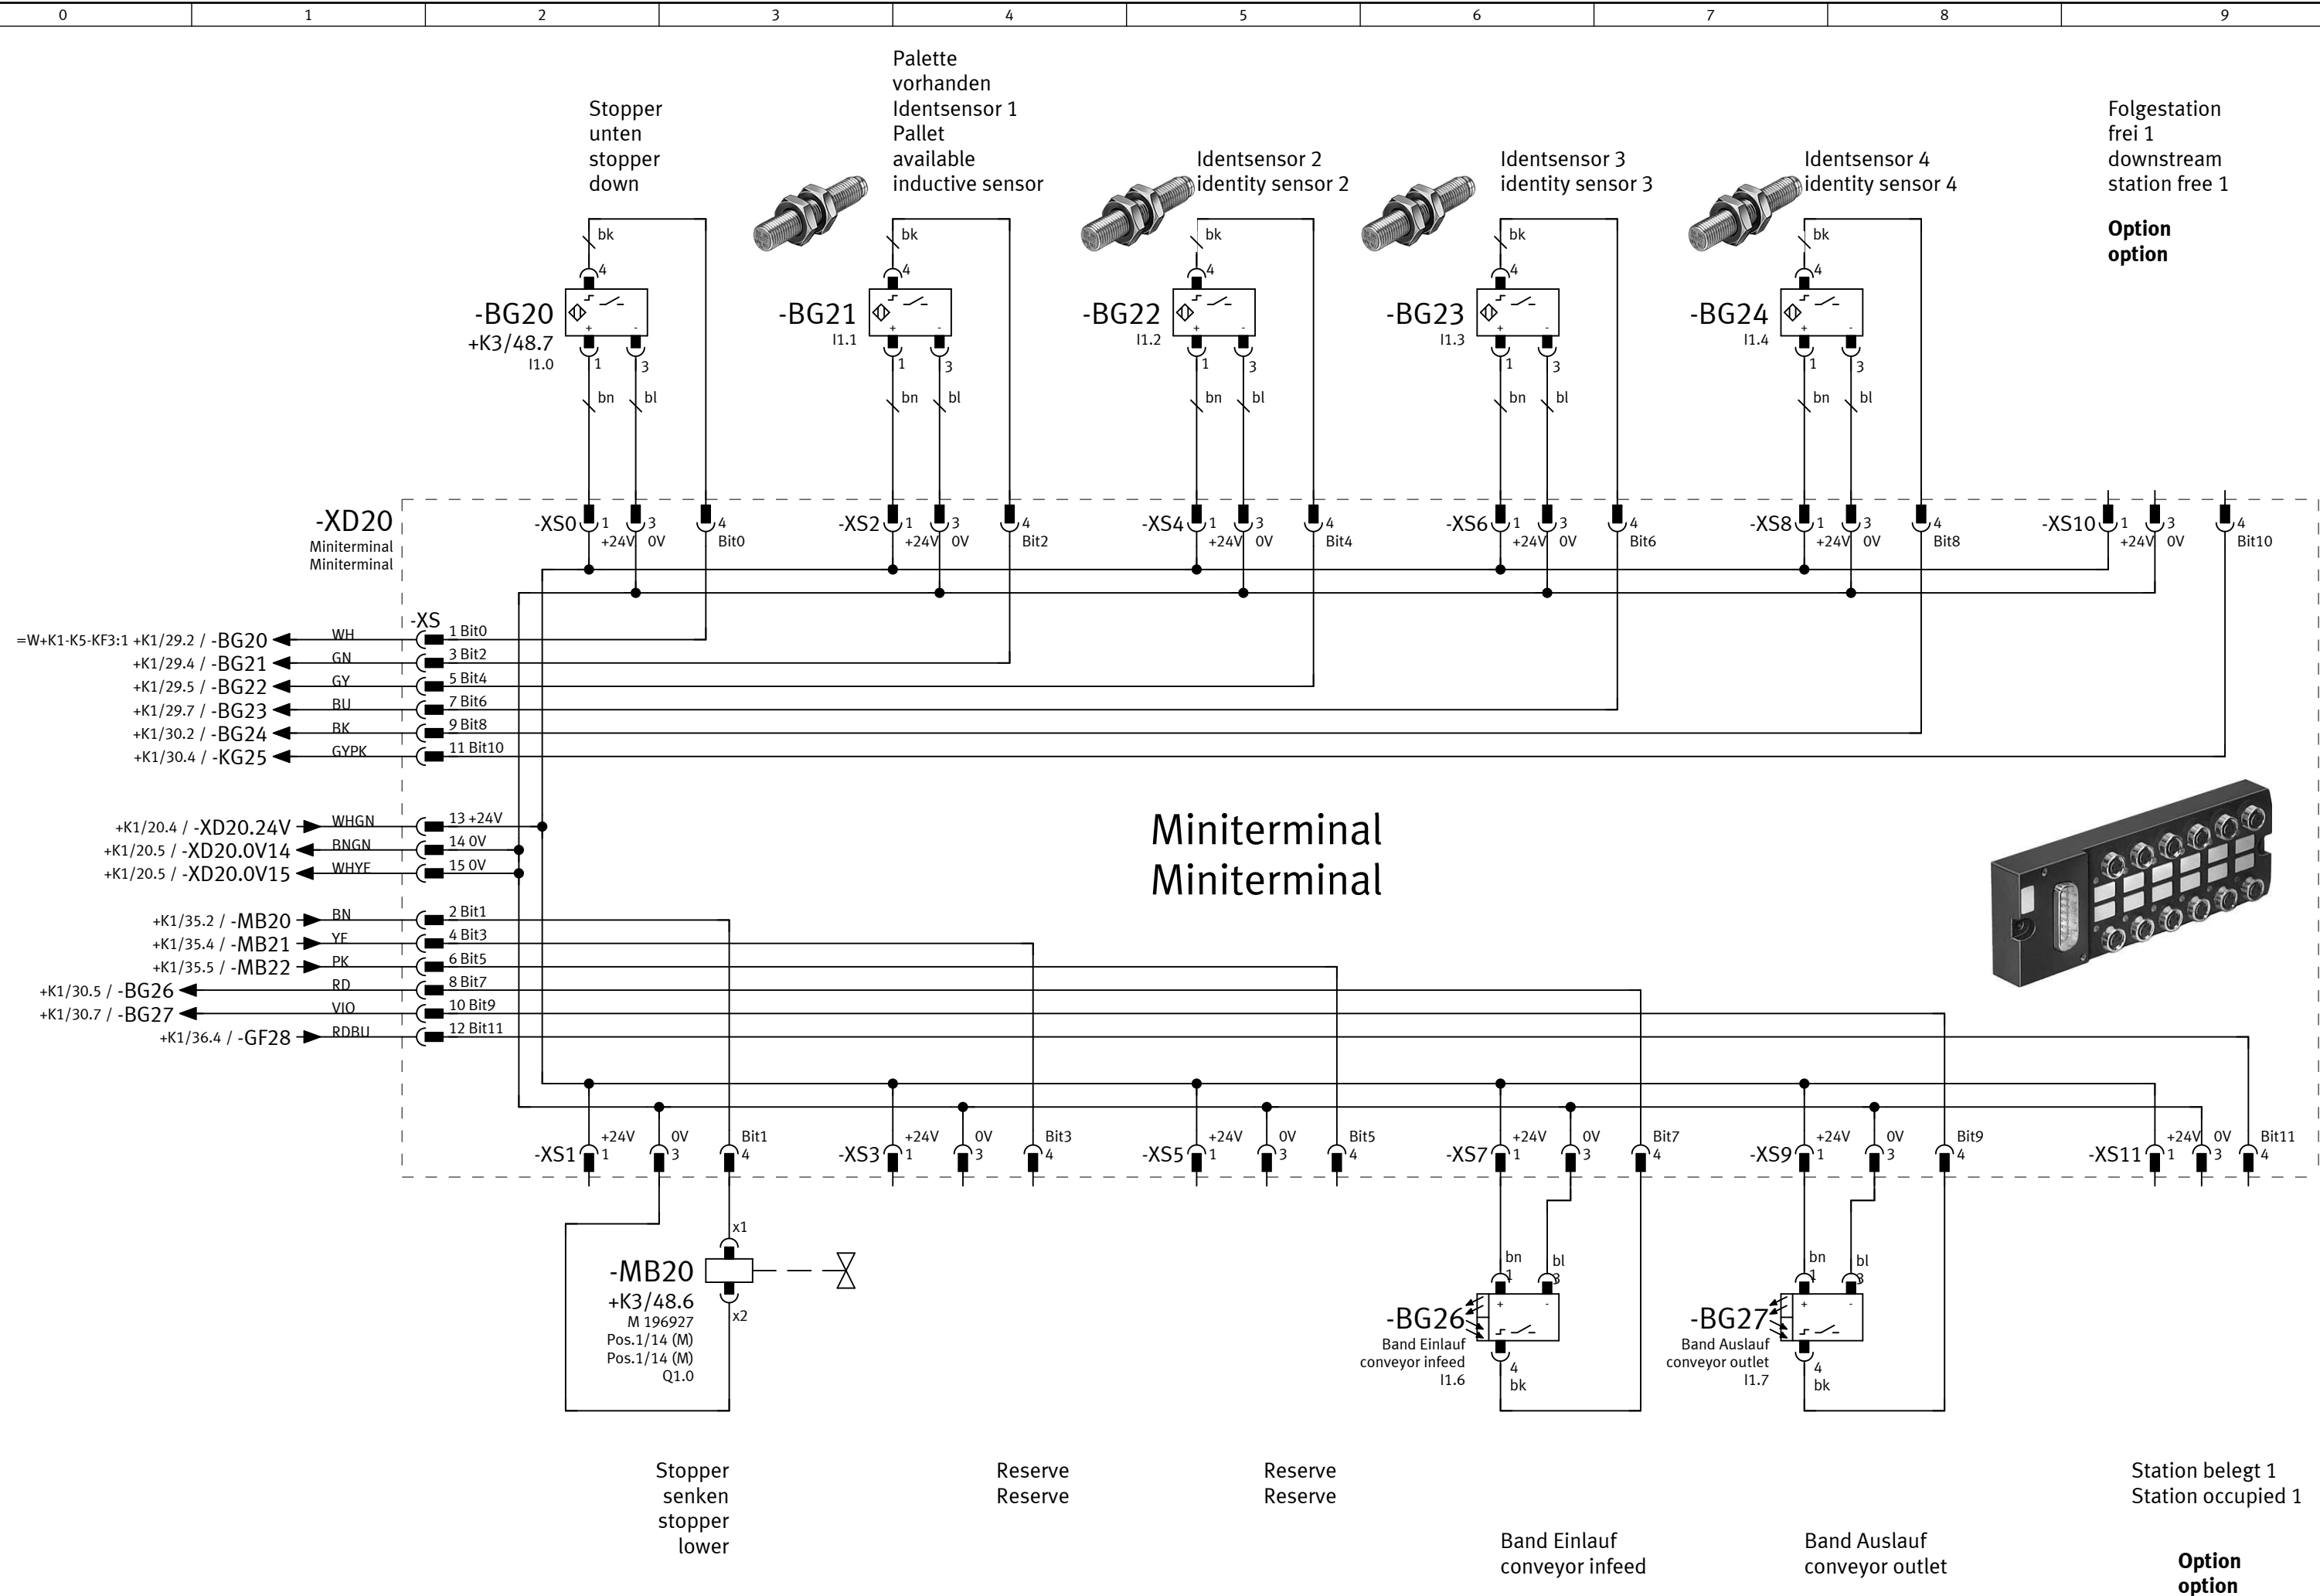 0 1 2 3 4 5 6 7 8 9
Stopper
unten
stopper
down
Palette
vorhanden
Identsensor 1
Pallet
available
inductive sensor
Identsensor 2
identity sensor 2
Identsensor 3
identity sensor 3
Identsensor 4
identity sensor 4
Folgestation
frei 1
downstream
station free 1
Option
option
bk bk bk bk bk
4 4 4 4 4
-BG20
+K3/48.7
I1.0
-BG21
I1.1
-BG22
I1.2
-BG23
I1.3
-BG24
I1.4
+ - + - + - + - + -
1 3 1 3 1 3 1 3 1 3
bn bl bn bl bn bl bn bl bn bl
-XD20
Miniterminal
Miniterminal
-XS0 1 3 4
+24V 0V Bit0
-XS2 1 3 4
+24V 0V Bit2
-XS4 1 3 4
+24V 0V Bit4
-XS6 1 3 4
+24V 0V Bit6
-XS8 1 3 4
+24V 0V Bit8
-XS10 1 3 4
+24V 0V Bit10
-XS
=W+K1-K5-KF3:1 +K1/29.2 / -BG20 WH 1 Bit0
+K1/29.4 / -BG21 GN 3 Bit2
+K1/29.5 / -BG22 GY 5 Bit4
+K1/29.7 / -BG23 BU 7 Bit6
+K1/30.2 / -BG24 BK 9 Bit8
+K1/30.4 / -KG25 GYPK 11 Bit10
+K1/20.4 / -XD20.24V WHGN 13 +24V
+K1/20.5 / -XD20.0V14 BNGN 14 0V
+K1/20.5 / -XD20.0V15 WHYE 15 0V
Miniterminal
Miniterminal
+K1/35.2 / -MB20 BN 2 Bit1
+K1/35.4 / -MB21 YE 4 Bit3
+K1/35.5 / -MB22 PK 6 Bit5
+K1/30.5 / -BG26 RD 8 Bit7
+K1/30.7 / -BG27 VIO 10 Bit9
+K1/36.4 / -GF28 RDBU 12 Bit11
+24V 0V Bit1
-XS1 1 3 4
+24V 0V Bit3
-XS3 1 3 4
+24V 0V Bit5
-XS5 1 3 4
+24V 0V Bit7
-XS7 1 3 4
+24V 0V Bit9
-XS9 1 3 4
+24V 0V Bit11
-XS11 1 3 4
x1
-MB20
+K3/48.6
M 196927
Pos.1/14 (M)
Pos.1/14 (M)
Q1.0
x2
bn bl
1 3
+ -
-BG26
Band Einlauf
conveyor infeed
I1.6
4
bk
bn bl
1 3
+ -
-BG27
Band Auslauf
conveyor outlet
I1.7
4
bk
Stopper
senken
stopper
lower
Reserve
Reserve
Reserve
Reserve
Band Einlauf
conveyor infeed
Band Auslauf
conveyor outlet
Station belegt 1
Station occupied 1
Option
option